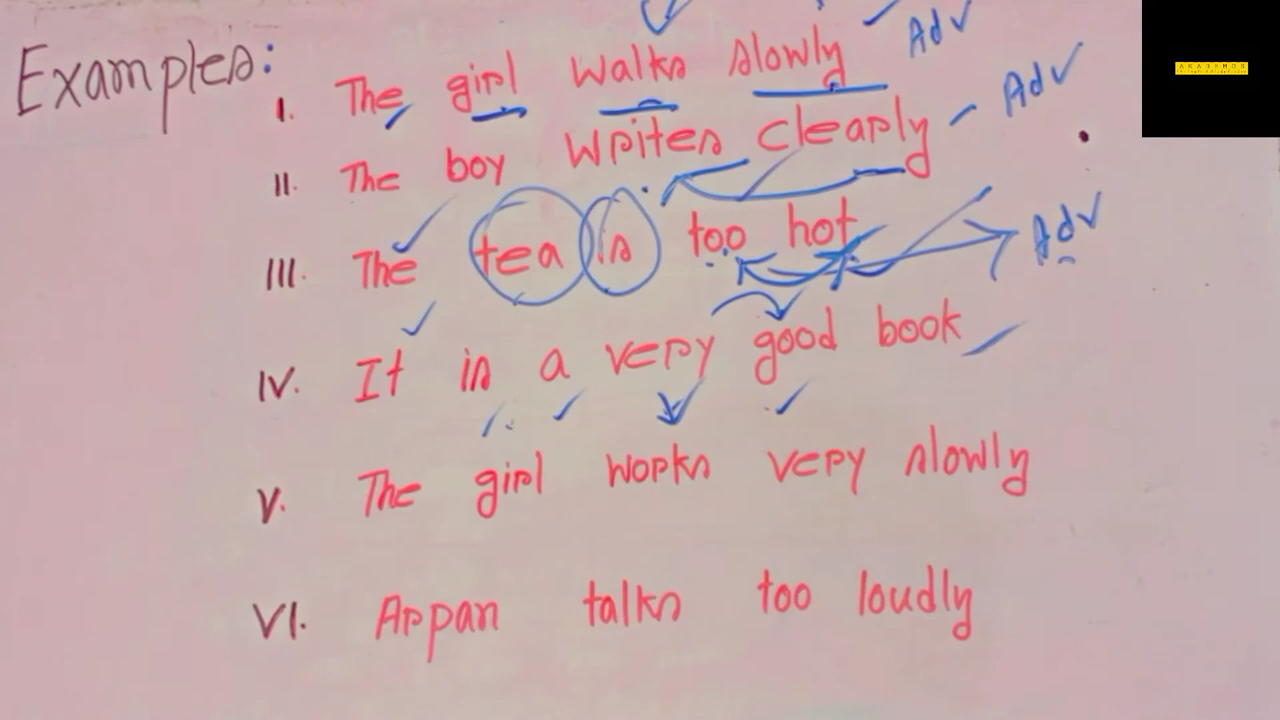 Examples:
I. The girl walks slowly Adv
II. The boy writes clearly - Adv
III. The tea is too hot Adv
IV. It is a very good book
V. The girl works very slowly
VI. Arpan talks too loudly
AKADEMOS